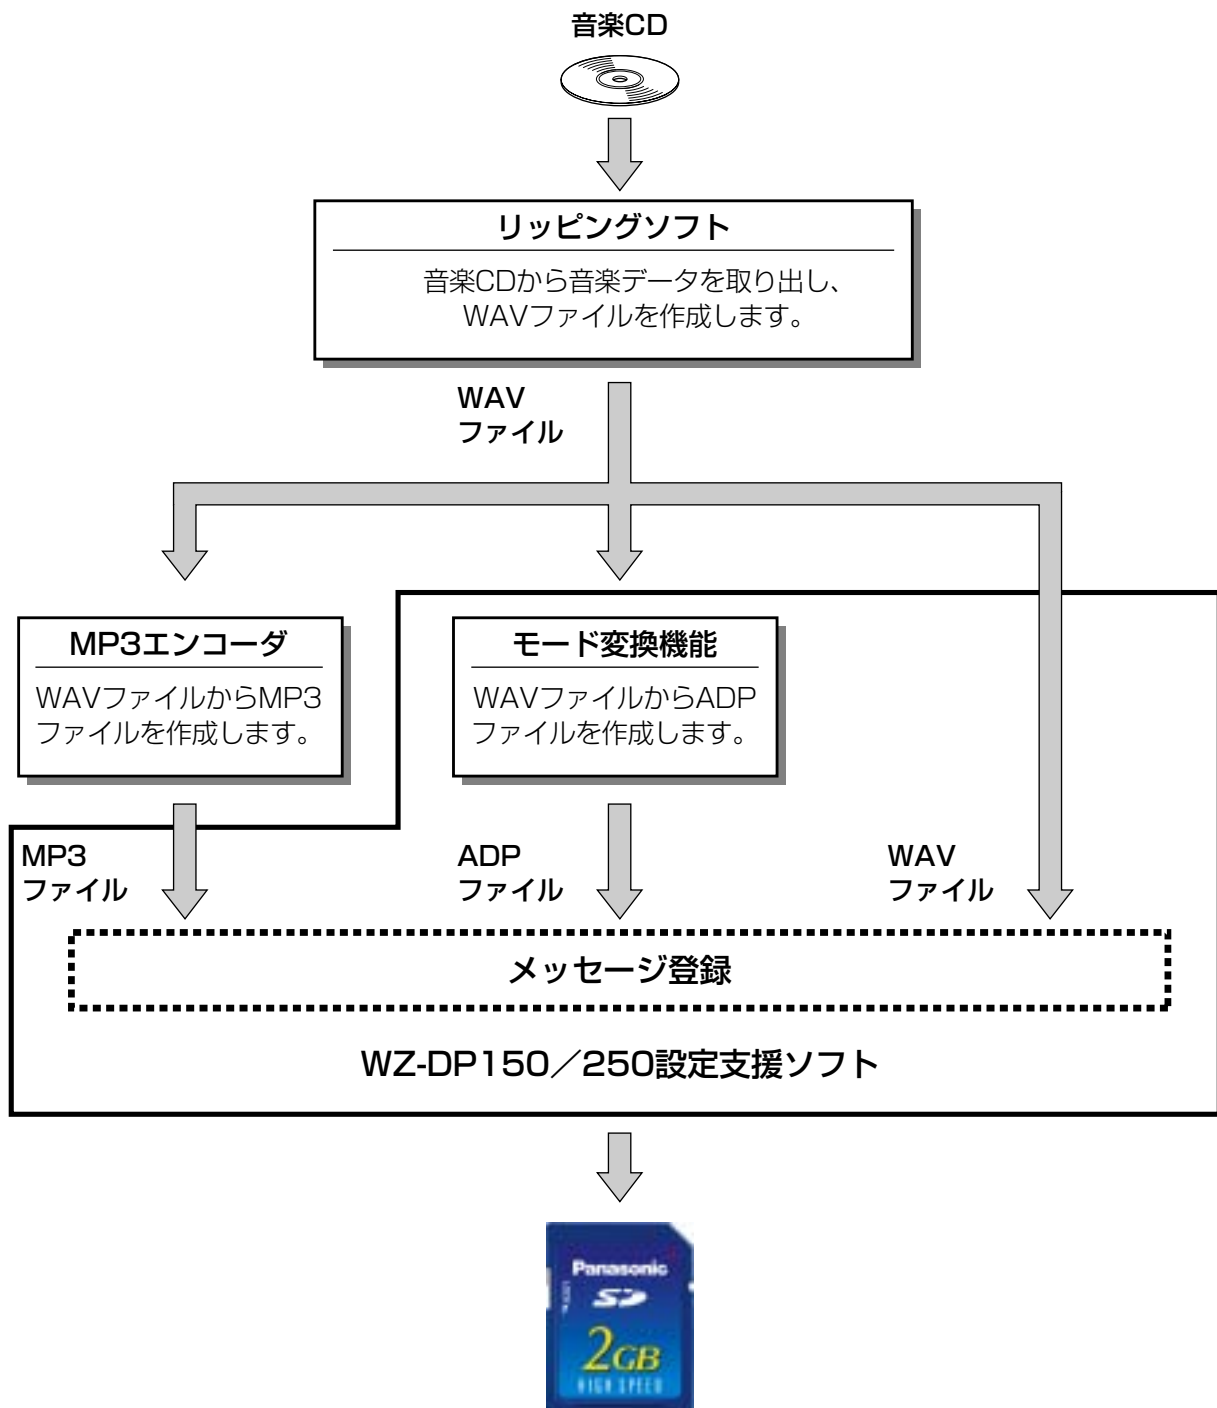 音楽CD
リッピングソフト
音楽CDから音楽データを取り出し、
WAVファイルを作成します。
WAV
ファイル
MP3エンコーダ
WAVファイルからMP3
ファイルを作成します。
モード変換機能
WAVファイルからADP
ファイルを作成します。
MP3
ファイル
ADP
ファイル
WAV
ファイル
メッセージ登録
WZ-DP150／250設定支援ソフト
Panasonic
SD
2GB
HIGH SPEED